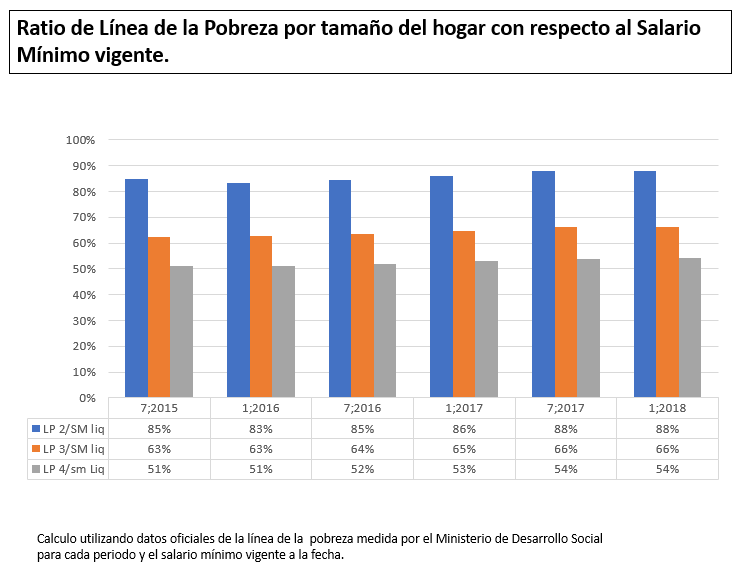 Ratio de Línea de la Pobreza por tamaño del hogar con respecto al Salario
Mínimo vigente.
100%
90%
80%
70%
60%
50%
40%
30%
20%
10%
0%
7;2015 1;2016 7;2016 1;2017 7;2017 1;2018
LP 2/SM liq 85% 83% 85% 86% 88% 88%
LP 3/SM liq 63% 63% 64% 65% 66% 66%
LP 4/sm Liq 51% 51% 52% 53% 54% 54%
Calculo utilizando datos oficiales de la línea de la pobreza medida por el Ministerio de Desarrollo Social
para cada periodo y el salario mínimo vigente a la fecha.